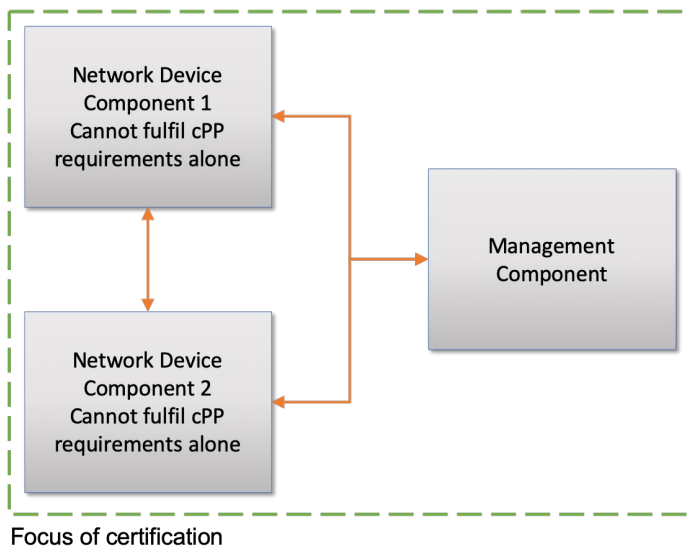 Network Device
Component 1
Cannot fulfil cPP
requirements alone
Management
Component
Network Device
Component 2
Cannot fulfil cPP
requirements alone
Focus of certification